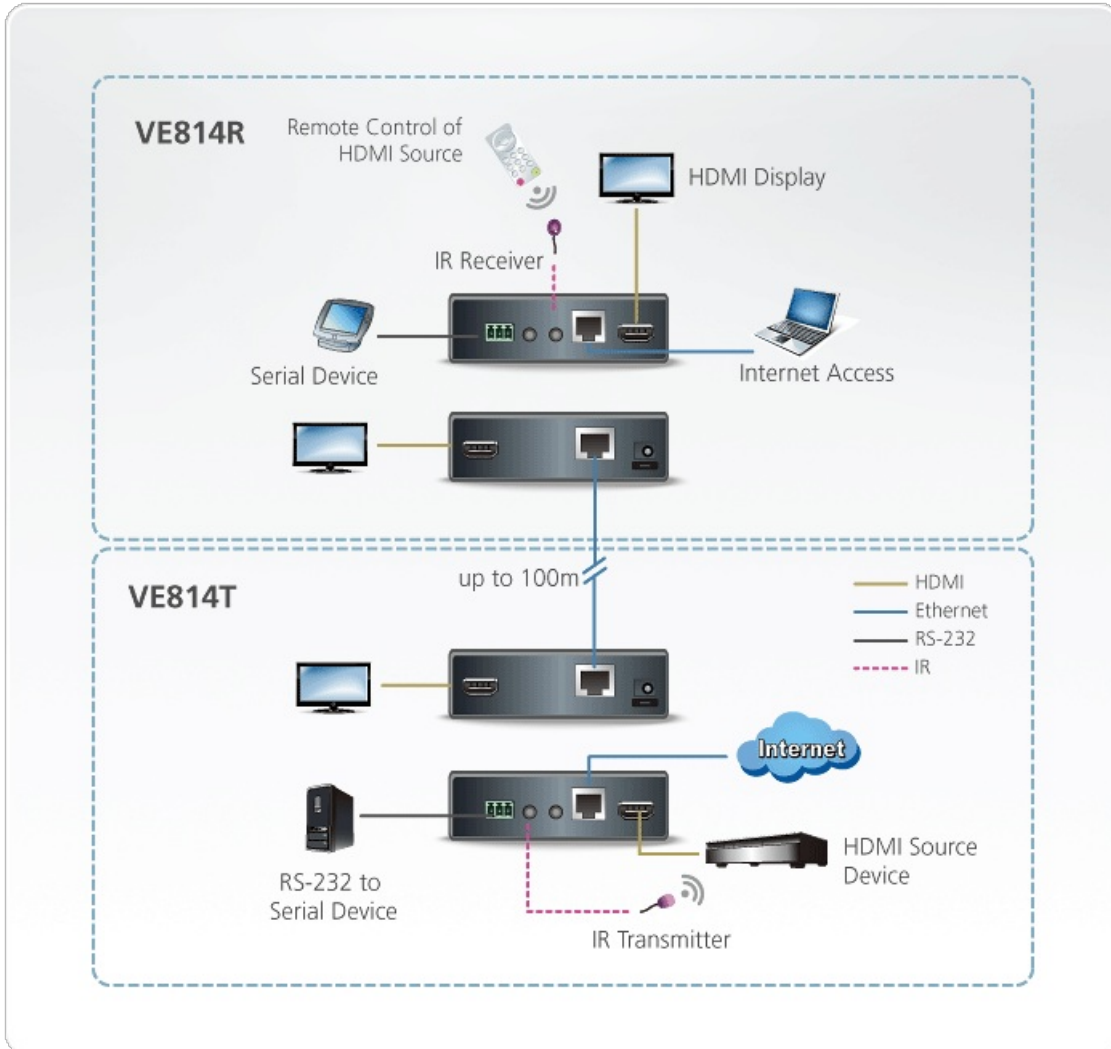 VE814R
Remote Control of
HDMI Source
HDMI Display
IR Receiver
Serial Device
Internet Access
VE814T
up to 100m
HDMI
Ethernet
RS-232
IR
Internet
RS-232 to
Serial Device
HDMI Source
Device
IR Transmitter